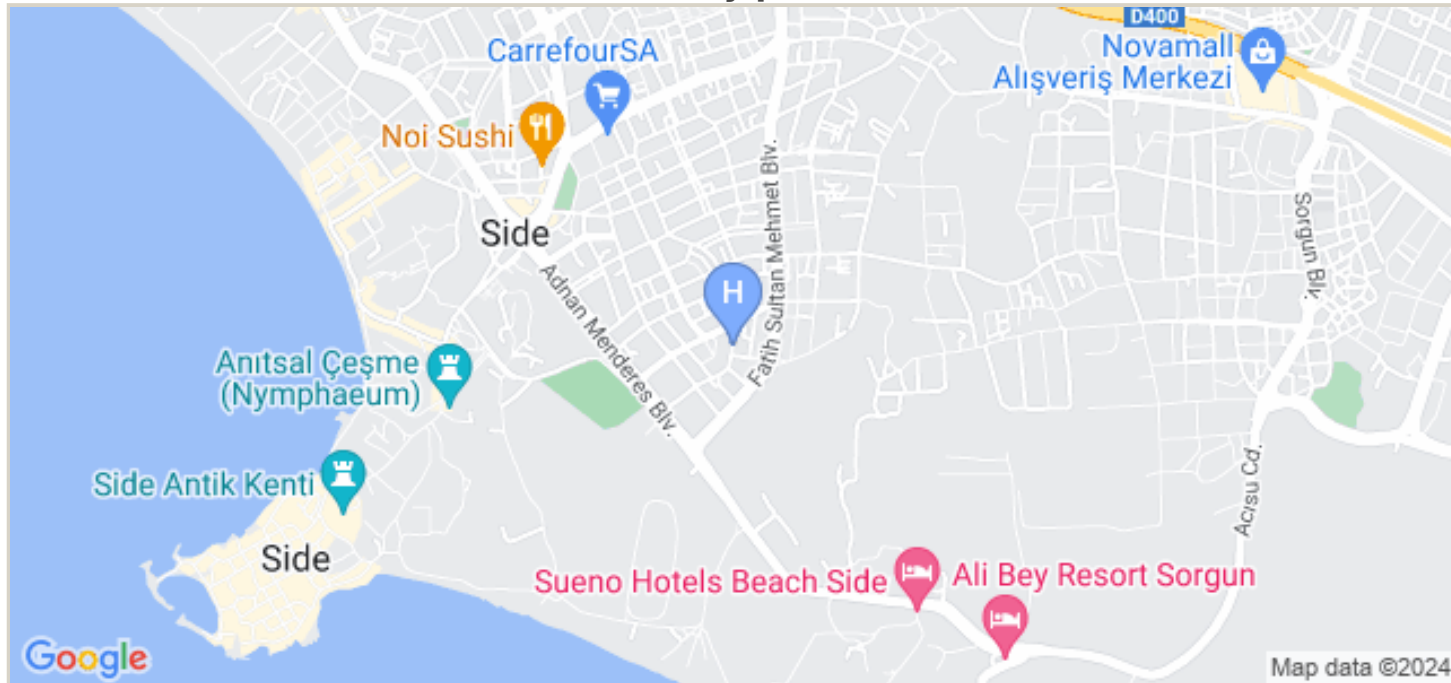 D400
CarrefourSA
Novamall
Alışveriş Merkezi
Noi Sushi
Side
Fatih Sultan Mehmet Blv.
Sorgun Blv.
Adnan Menderes Blv.
H
Anıtsal Çeşme
(Nymphaeum)
Side Antik Kenti
Acısu Cd.
Side
Sueno Hotels Beach Side
Ali Bey Resort Sorgun
Google
Map data ©2024